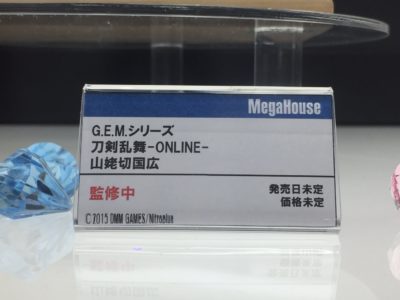 MegaHouse
G.E.M.シリーズ
刀剣乱舞-ONLINE-
山姥切国広
監修中
発売日未定
価格未定
© 2015 DMM GAMES/Nitroplus